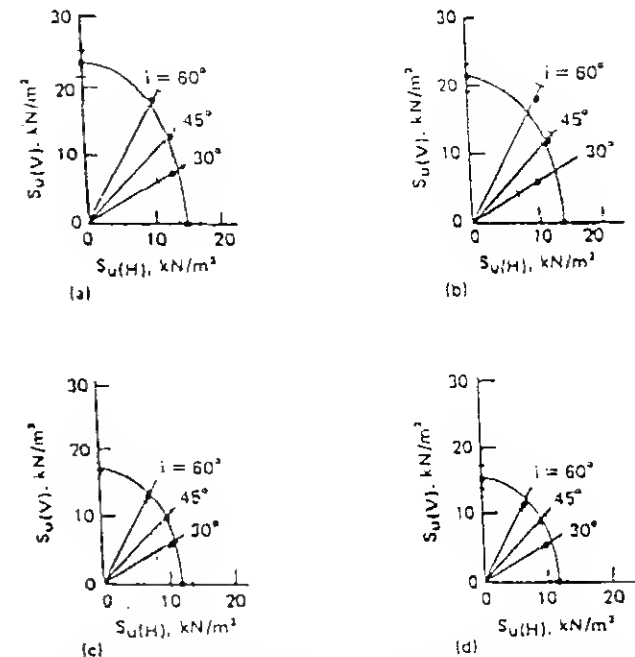 30
20
10
0
0 10 20
Su(V). kN/m²
i = 60°
45°
30°
Su(H), kN/m²
(a)
30
20
10
0
0 10 20
Su(V). kN/m²
i = 60°
45°
30°
Su(H), kN/m²
(b)
30
20
10
0
0 10 20
Su(V). kN/m²
i = 60°
45°
30°
Su(H), kN/m²
(c)
30
20
10
0
0 10 20
Su(V). kN/m²
i = 60°
45°
30°
Su(H), kN/m²
(d)